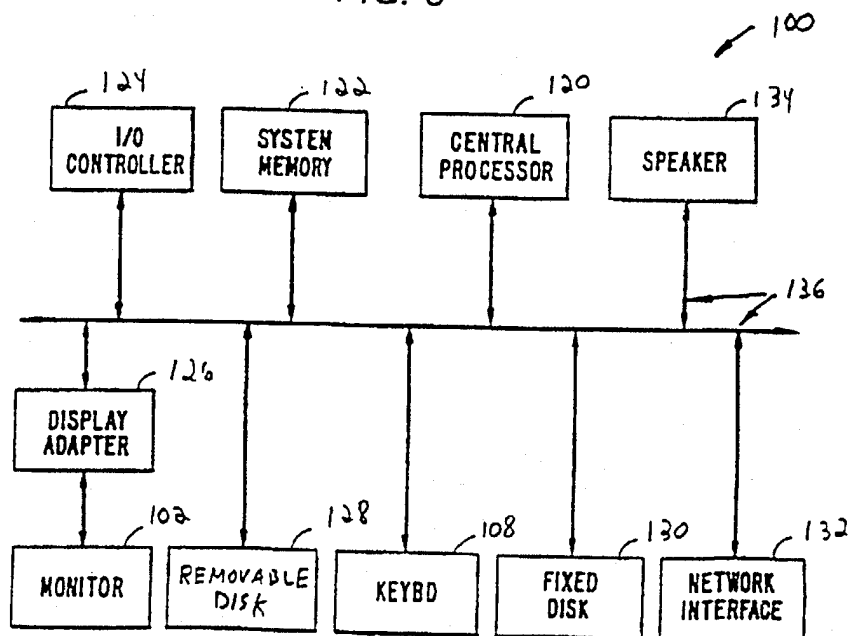 100
124
122
120
134
I/O
CONTROLLER
SYSTEM
MEMORY
CENTRAL
PROCESSOR
SPEAKER
136
126
DISPLAY
ADAPTER
102
128
108
130
132
MONITOR
REMOVABLE
DISK
KEYBD
FIXED
DISK
NETWORK
INTERFACE